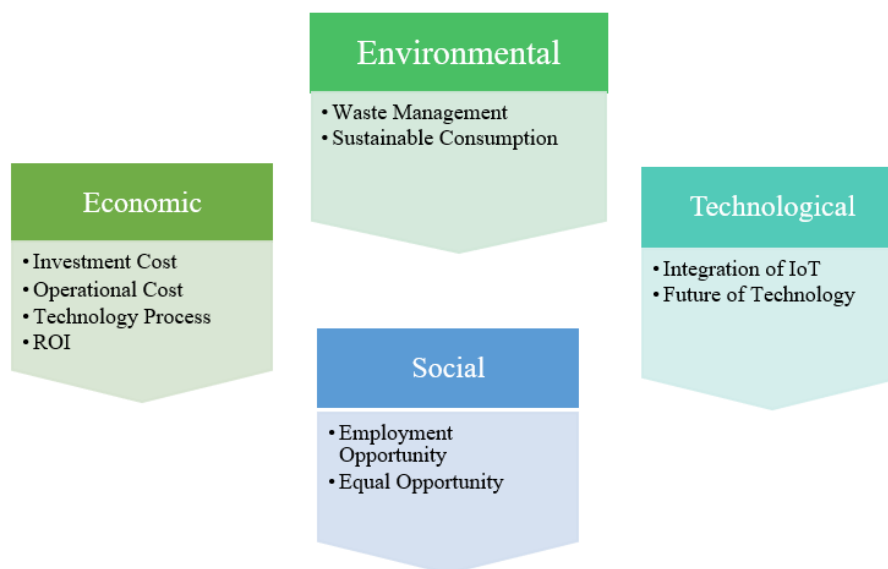 Environmental
• Waste Management
• Sustainable Consumption
Economic
• Investment Cost
• Operational Cost
• Technology Process
• ROI
Technological
• Integration of IoT
• Future of Technology
Social
• Employment
Opportunity
• Equal Opportunity